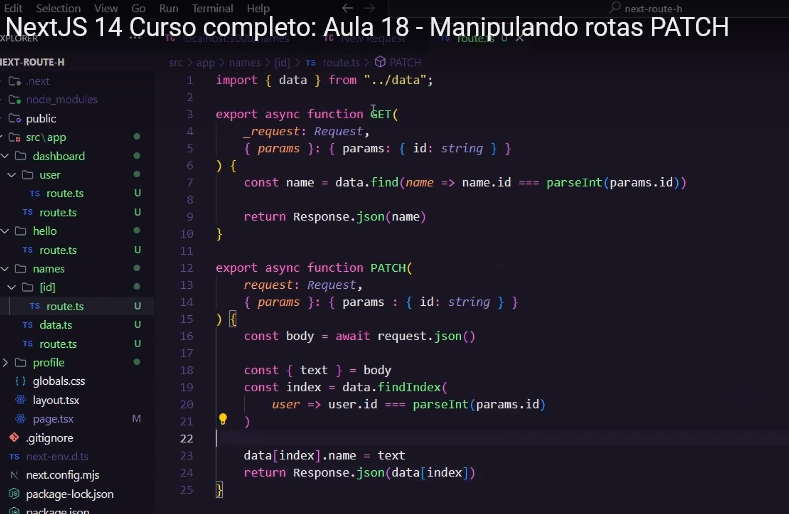 Edit Selection View Go Run Terminal Help
next-route-h
NextJS 14 Curso completo: Aula 18 - Manipulando rotas PATCH
NEXT-ROUTE-H
.next
node_modules
public
src\app
dashboard
user
TS route.ts U
TS route.ts U
hello
TS route.ts U
names
[id]
TS route.ts U
TS data.ts U
TS route.ts U
profile
globals.css
layout.tsx
page.tsx M
.gitignore
TS next-env.d.ts
next.config.mjs
package-lock.json
package.json
src > app > names > [id] > TS route.ts > PATCH
1 import { data } from "../data";
2
3 export async function GET(
4 _request: Request,
5 { params }: { params: { id: string } }
6 ) {
7 const name = data.find(name => name.id === parseInt(params.id))
8
9 return Response.json(name)
10 }
11
12 export async function PATCH(
13 request: Request,
14 { params }: { params : { id: string } }
15 ) {
16 const body = await request.json()
17
18 const { text } = body
19 const index = data.findIndex(
20 user => user.id === parseInt(params.id)
21 )
22
23 data[index].name = text
24 return Response.json(data[index])
25 }